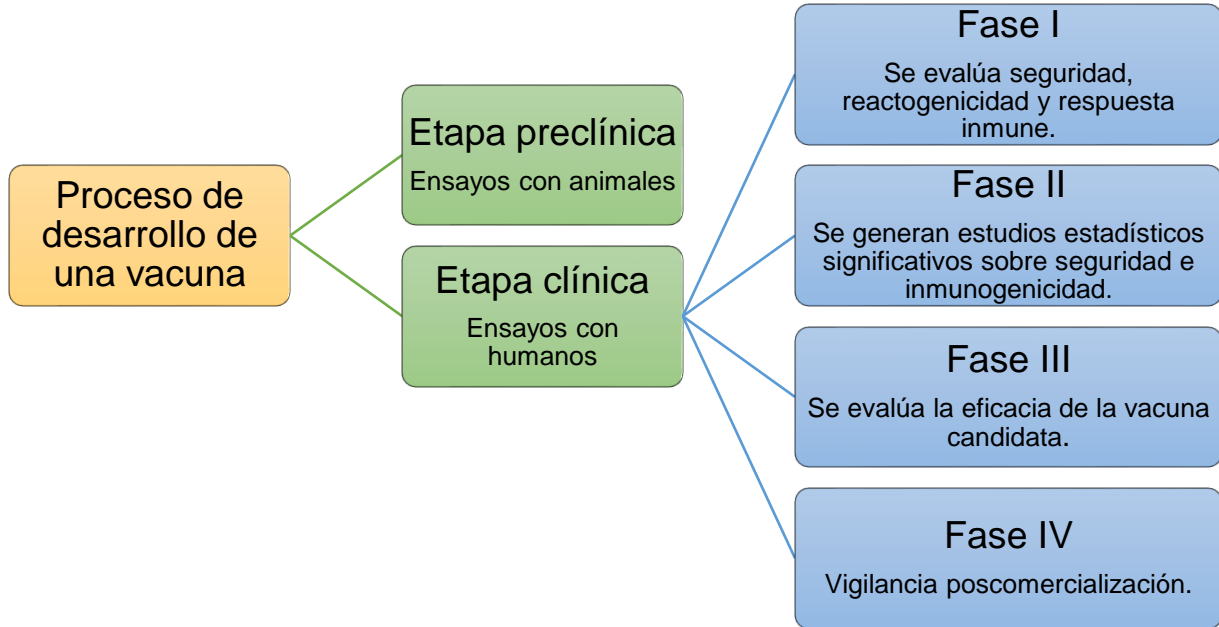 Proceso de
desarrollo de
una vacuna
Etapa preclínica
Ensayos con animales
Etapa clínica
Ensayos con
humanos
Fase I
Se evalúa seguridad,
reactogenicidad y respuesta
inmune.
Fase II
Se generan estudios estadísticos
significativos sobre seguridad e
inmunogenicidad.
Fase III
Se evalúa la eficacia de la vacuna
candidata.
Fase IV
Vigilancia poscomercialización.